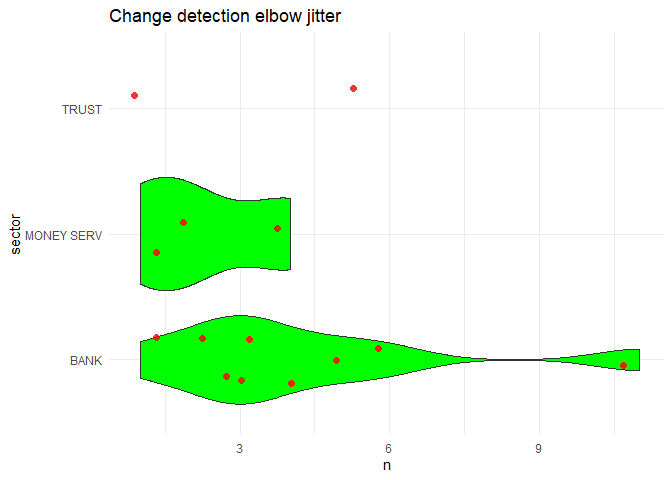 Change detection elbow jitter
TRUST
MONEY SERV
BANK
sector
3 6 9
n